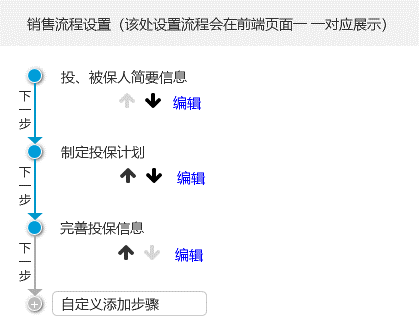 销售流程设置（该处设置流程会在前端页面一 一对应展示）
投、被保人简要信息
编辑
下一步
制定投保计划
编辑
下一步
完善投保信息
编辑
下一步
自定义添加步骤